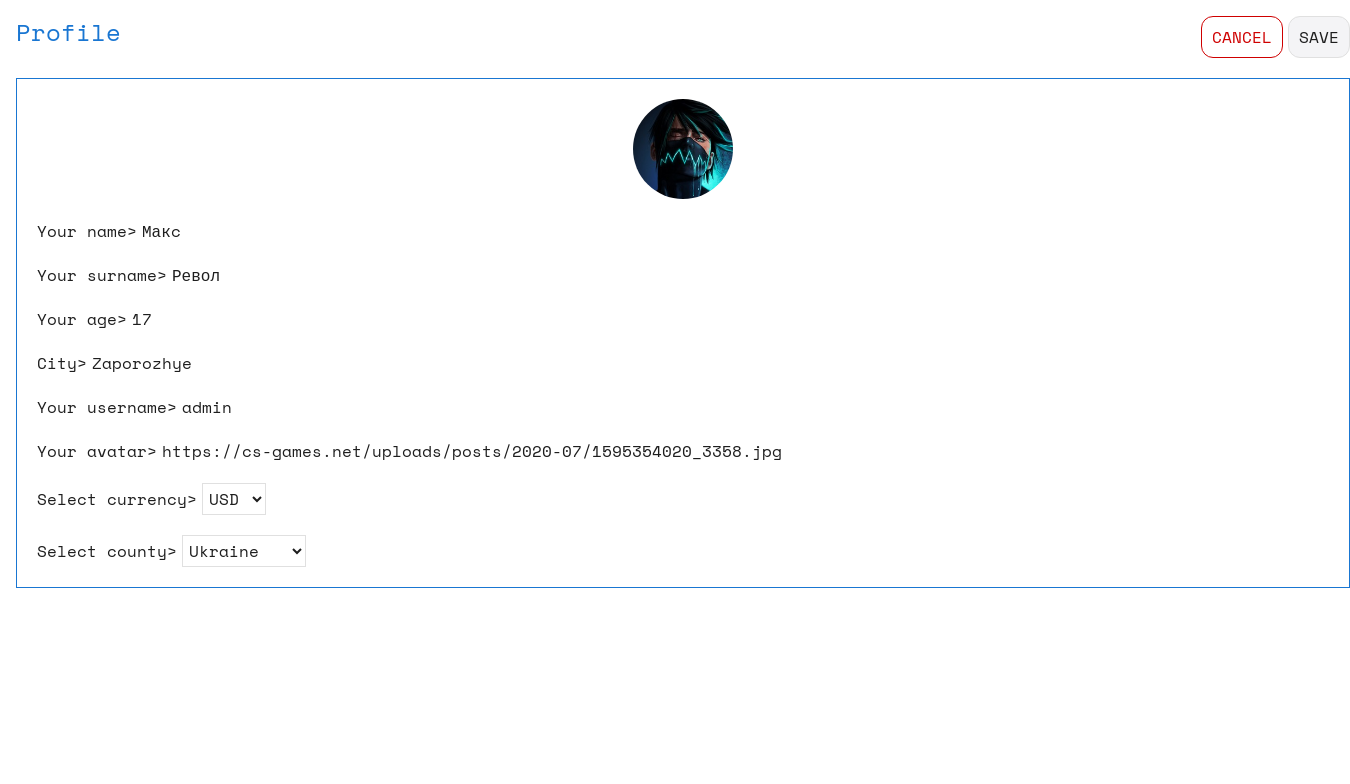 Profile
CANCEL SAVE
Your name> Макс
Your surname> Револ
Your age> 17
City> Zaporozhye
Your username> admin
Your avatar> https://cs-games.net/uploads/posts/2020-07/1595354020_3358.jpg
Select currency> USD
Select county> Ukraine